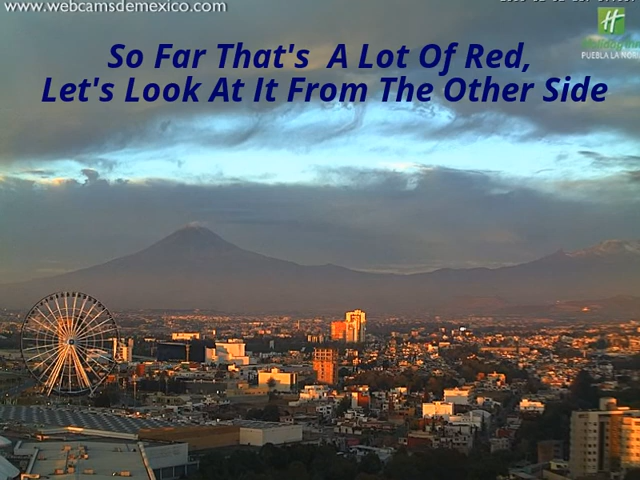 www.webcamsdemexico.com
So Far That's A Lot Of Red,
Let's Look At It From The Other Side
PUEBLA LA NORIA